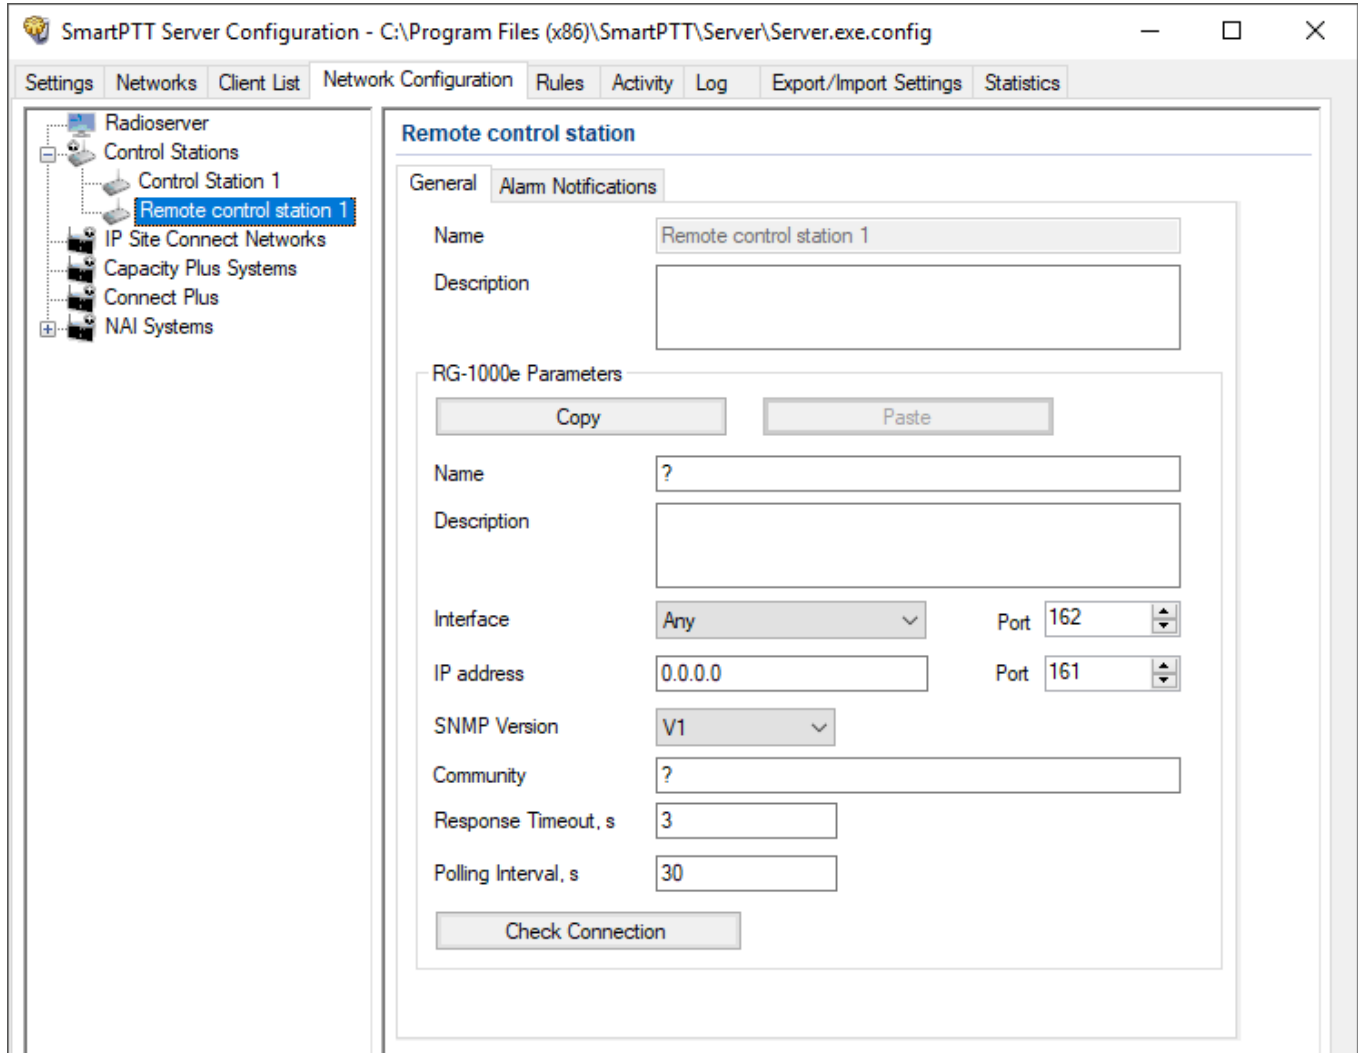 SmartPTT Server Configuration - C:\Program Files (x86)\SmartPTT\Server\Server.exe.config
Settings Networks Client List Network Configuration Rules Activity Log Export/Import Settings Statistics
Radioserver
Control Stations
Control Station 1
Remote control station 1
IP Site Connect Networks
Capacity Plus Systems
Connect Plus
NAI Systems
Remote control station
General Alarm Notifications
Name Remote control station 1
Description
RG-1000e Parameters
Copy Paste
Name ?
Description
Interface Any Port 162
IP address 0.0.0.0 Port 161
SNMP Version V1
Community ?
Response Timeout, s 3
Polling Interval, s 30
Check Connection